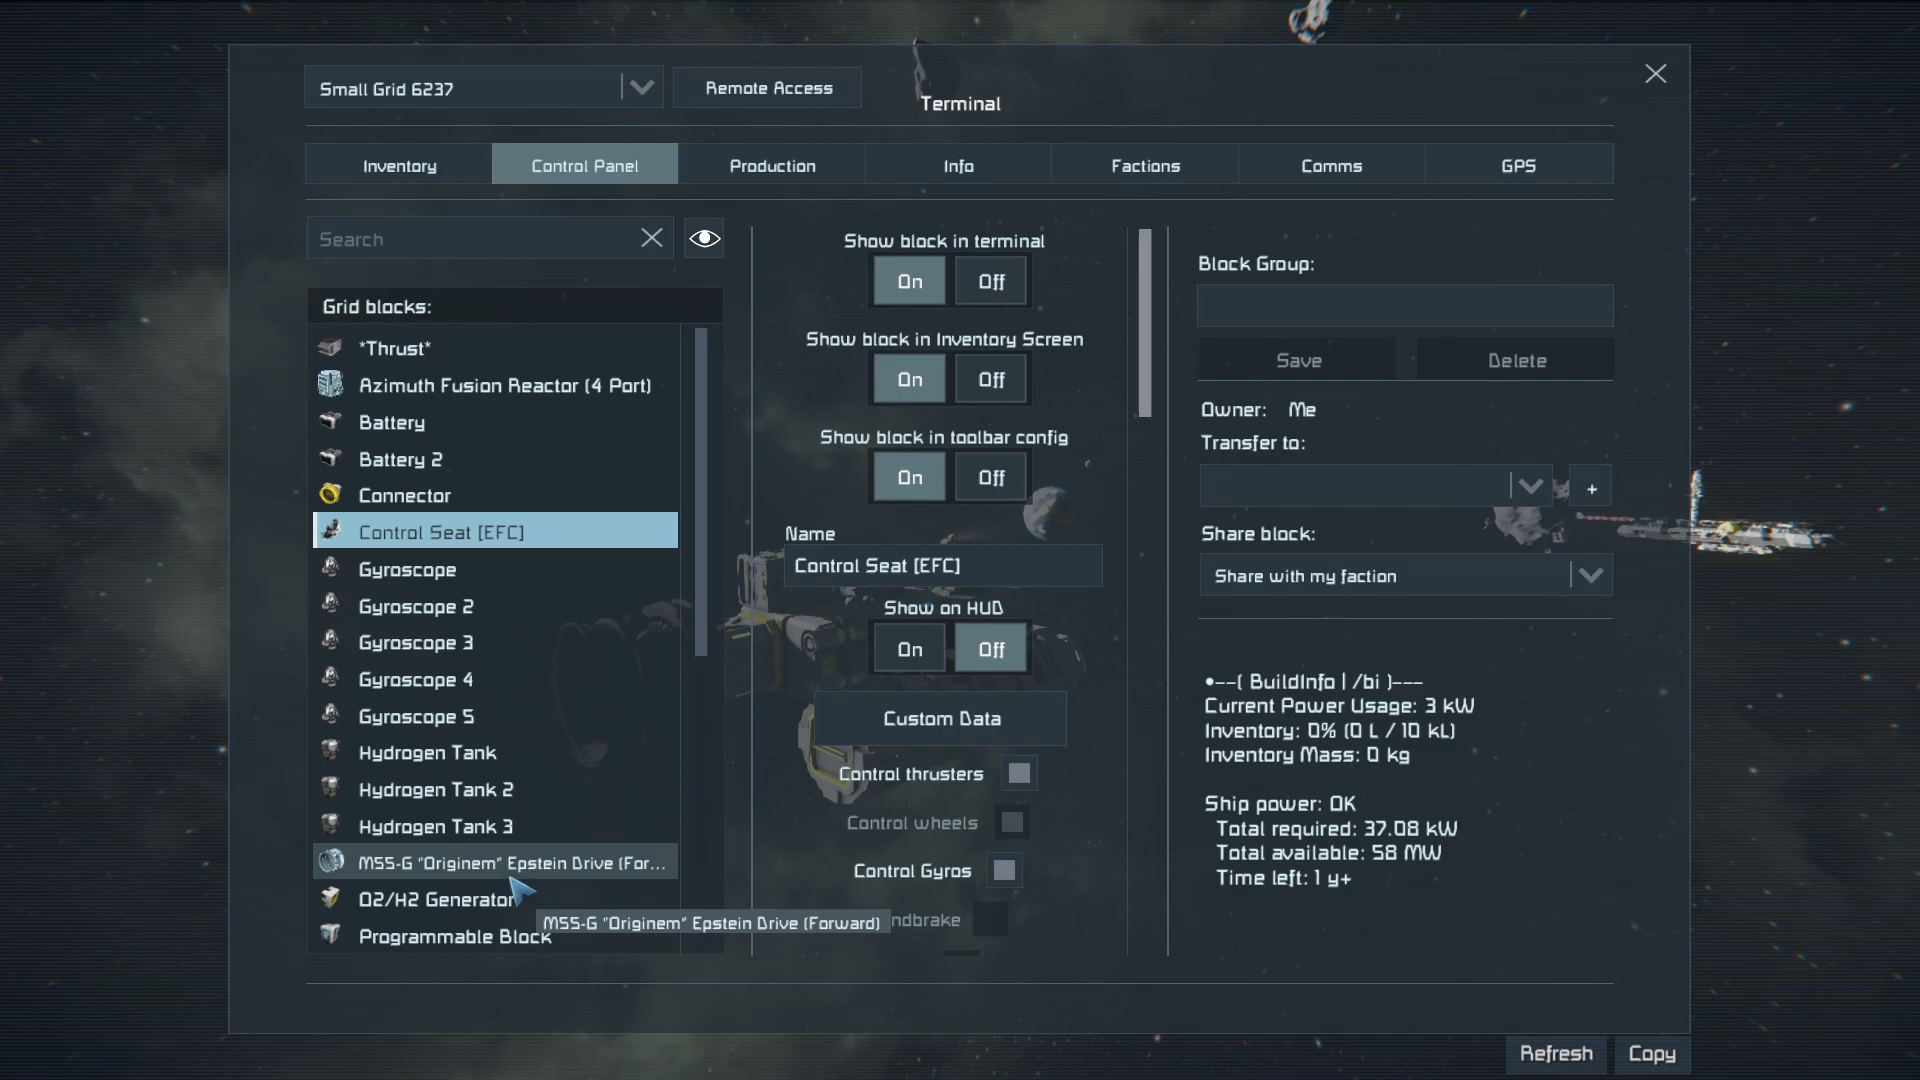 Small Grid 6237
Remote Access
Terminal
Inventory
Control Panel
Production
Info
Factions
Comms
GPS
Search
Grid blocks:
*Thrust*
Azimuth Fusion Reactor (4 Port)
Battery
Battery 2
Connector
Control Seat [EFC]
Gyroscope
Gyroscope 2
Gyroscope 3
Gyroscope 4
Gyroscope 5
Hydrogen Tank
Hydrogen Tank 2
Hydrogen Tank 3
M55-G "Originem" Epstein Drive (For...
O2/H2 Generator
M55-G "Originem" Epstein Drive (Forward)
Programmable Block
Show block in terminal
On Off
Show block in Inventory Screen
On Off
Show block in toolbar config
On Off
Name
Control Seat [EFC]
Show on HUD
On Off
Custom Data
Control thrusters
Control wheels
Control Gyros
ndbrake
Block Group:
Save Delete
Owner: Me
Transfer to:
+
Share block:
Share with my faction
•--( BuildInfo | /bi )---
Current Power Usage: 3 kW
Inventory: 0% (0 L / 10 kL)
Inventory Mass: 0 kg
Ship power: OK
Total required: 37.08 kW
Total available: 58 MW
Time left: 1 y+
Refresh
Copy